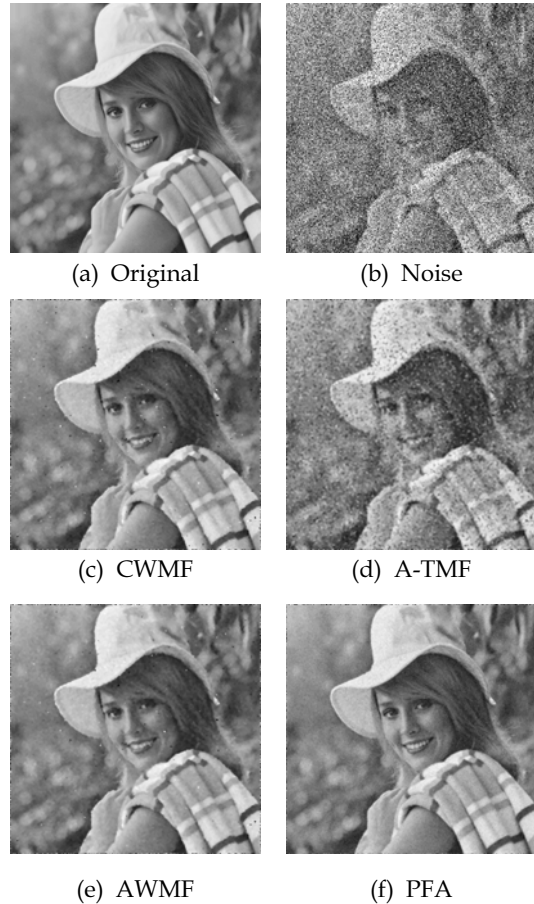 (a) Original
(b) Noise
(c) CWMF
(d) A-TMF
(e) AWMF
(f) PFA